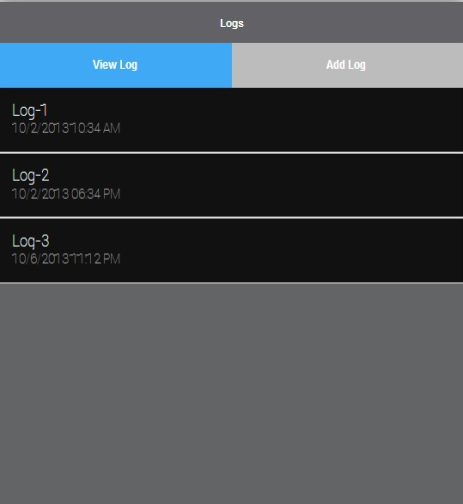 Logs
View Log
Add Log
Log-1
10/2/2013 10:34 AM
Log-2
10/2/2013 06:34 PM
Log-3
10/6/2013 11:12 PM